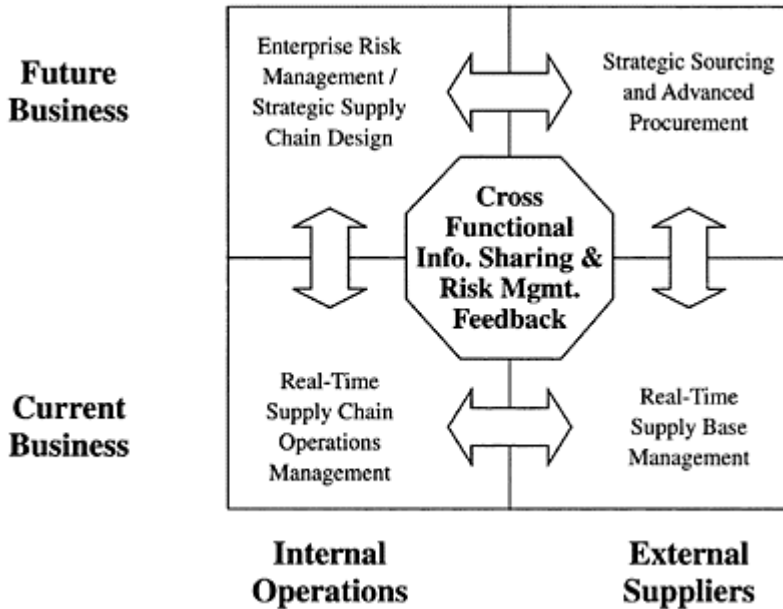 Future
Business
Enterprise Risk
Management /
Strategic Supply
Chain Design
Strategic Sourcing
and Advanced
Procurement
Cross
Functional
Info. Sharing &
Risk Mgmt.
Feedback
Current
Business
Real-Time
Supply Chain
Operations
Management
Real-Time
Supply Base
Management
Internal
Operations
External
Suppliers